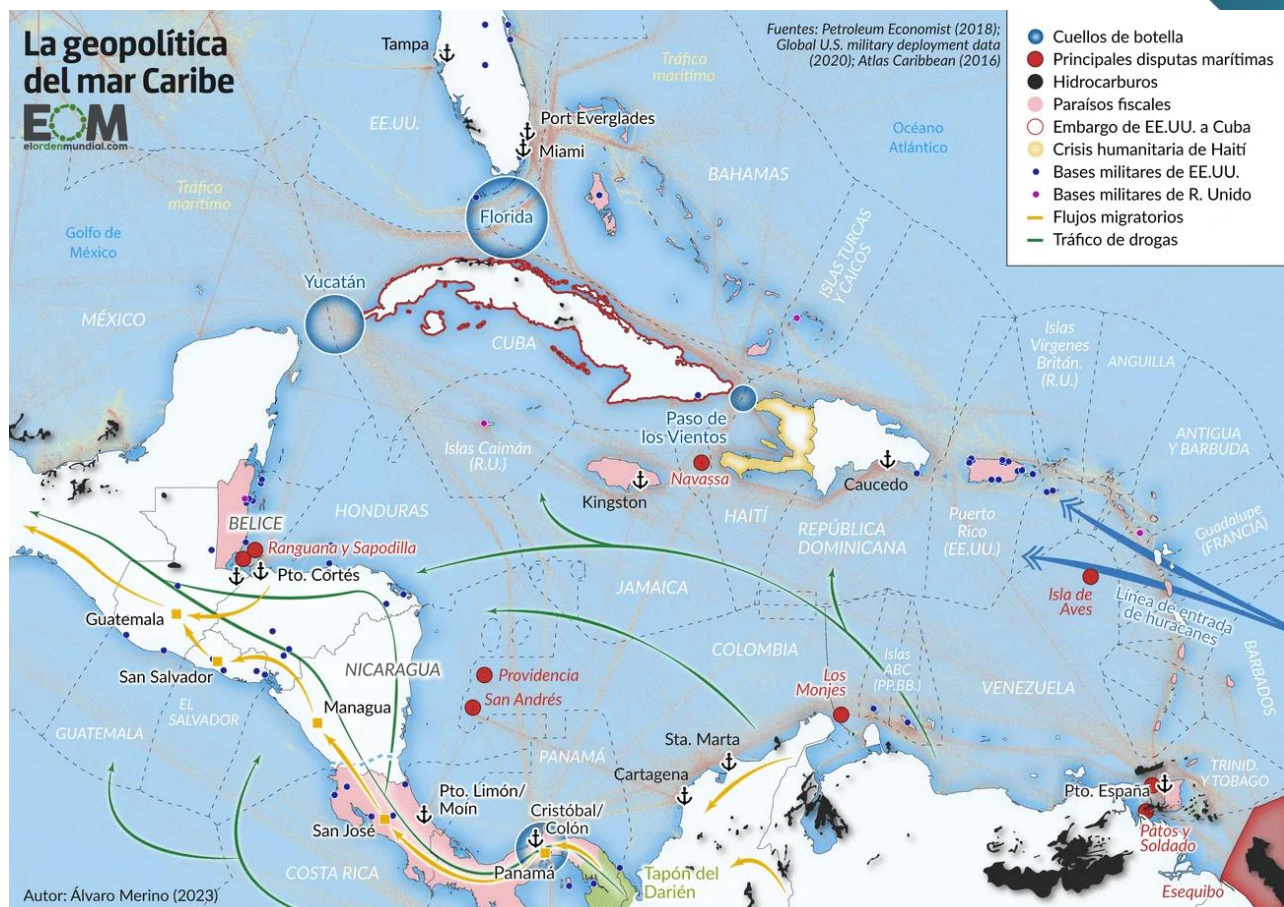 La geopolítica
del mar Caribe
EOM
elordenmundial.com
Fuentes: Petroleum Economist (2018);
Global U.S. military deployment data
(2020); Atlas Caribbean (2016)
Cuellos de botella
Principales disputas marítimas
Hidrocarburos
Paraísos fiscales
Embargo de EE.UU. a Cuba
Crisis humanitaria de Haití
Bases militares de EE.UU.
Bases militares de R. Unido
Flujos migratorios
Tráfico de drogas
Tampa
EE.UU.
Tráfico
marítimo
Port Everglades
Miami
Océano
Atlántico
BAHAMAS
Tráfico
marítimo
Florida
Golfo de
México
ISLAS TURCAS
Y CAICOS
Yucatán
MÉXICO
CUBA
Islas
Vírgenes
Britán.
(R.U.)
ANGUILLA
Paso de
los Vientos
Islas Caimán
(R.U.)
ANTIGUA
Y BARBUDA
Navassa
Kingston
Caucedo
HAITÍ
REPÚBLICA
DOMINICANA
Puerto
Rico
(EE.UU.)
Guadalupe
(FRANCIA)
BELICE
HONDURAS
Ranguana y Sapodilla
Pto. Cortés
JAMAICA
Isla de
Aves
Línea de entrada
de huracanes
Guatemala
San Salvador
NICARAGUA
COLOMBIA
Islas
ABC
(PP.BB.)
VENEZUELA
BARBADOS
Providencia
San Andrés
Los
Monjes
EL
SALVADOR
Managua
GUATEMALA
PANAMÁ
Sta. Marta
Cartagena
TRINID.
Y TOBAGO
Pto. España
Pto. Limón/
Moín
Cristóbal/
Colón
San José
Patos y
Soldado
Panamá
COSTA RICA
Tapón del
Darién
Esequibo
Autor: Álvaro Merino (2023)